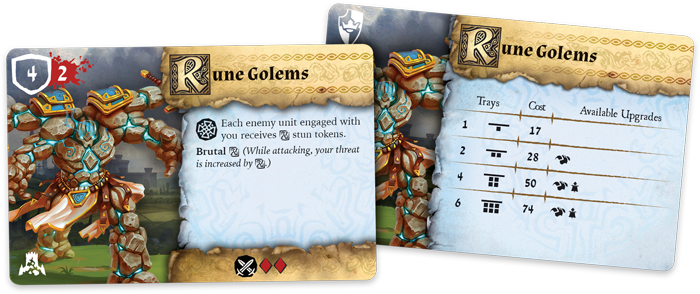 4 2
Rune Golems
Each enemy unit engaged with
you receives stun tokens.
Brutal (While attacking, your threat
is increased by .)
Rune Golems
Trays Cost Available Upgrades
1 17
2 28
4 50
6 74